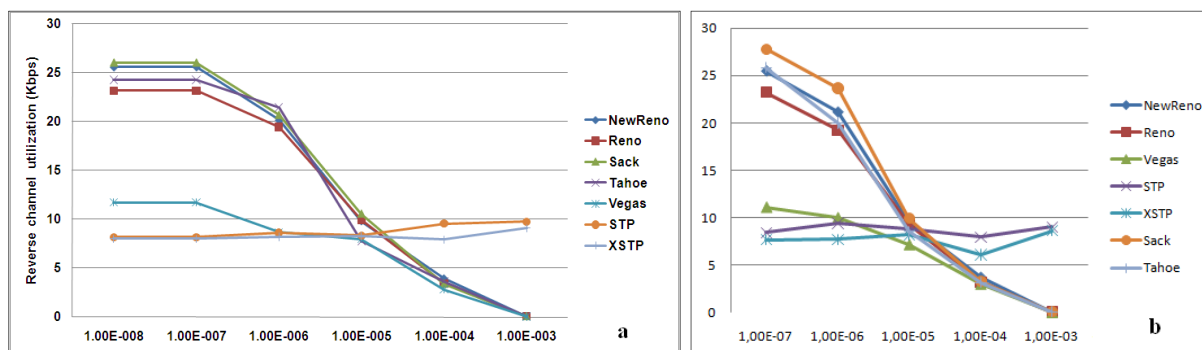 Reverse channel utilization (Kbps)
30
25
20
15
10
5
0
1.00E-008 1.00E-007 1.00E-006 1.00E-005 1.00E-004 1.00E-003
NewReno
Reno
Sack
Tahoe
Vegas
STP
XSTP
a
30
25
20
15
10
5
0
1,00E-07 1,00E-06 1,00E-05 1,00E-04 1,00E-03
NewReno
Reno
Vegas
STP
XSTP
Sack
Tahoe
b